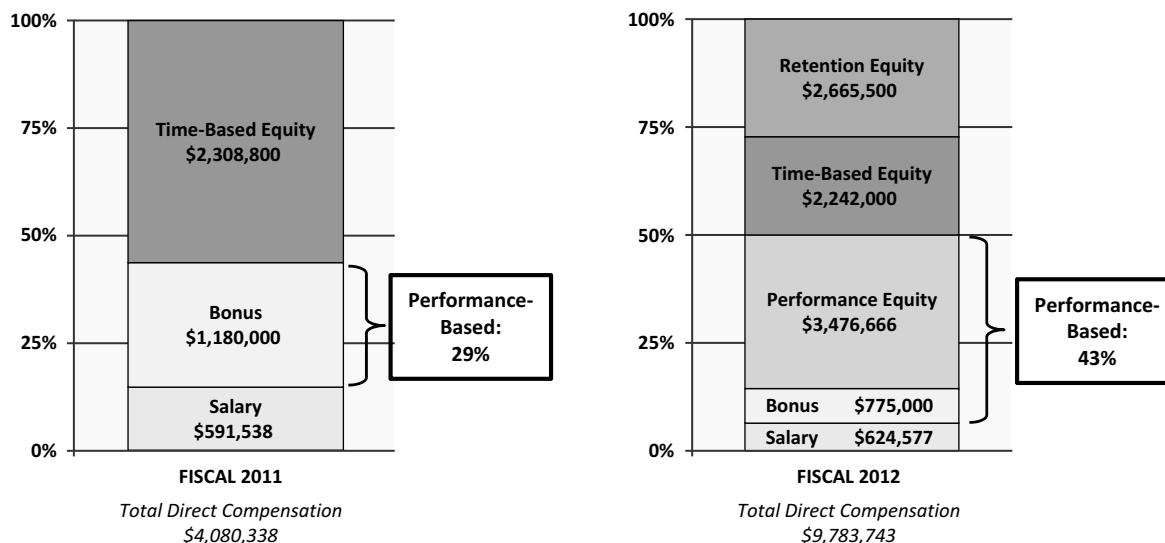 100%
75%
50%
25%
0%
Time-Based Equity
$2,308,800
Bonus
$1,180,000
Salary
$591,538
Performance-
Based:
29%
FISCAL 2011
Total Direct Compensation
$4,080,338
100%
75%
50%
25%
0%
Retention Equity
$2,665,500
Time-Based Equity
$2,242,000
Performance Equity
$3,476,666
Bonus $775,000
Salary $624,577
Performance-
Based:
43%
FISCAL 2012
Total Direct Compensation
$9,783,743